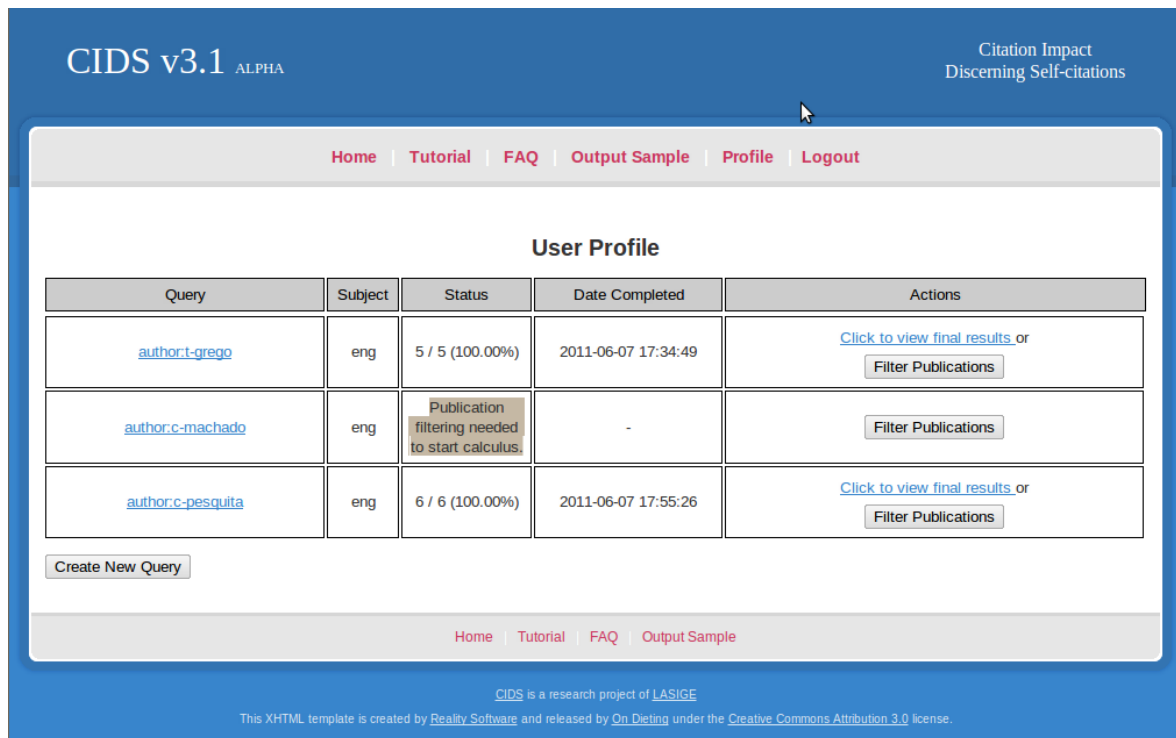 CIDS v3.1 ALPHA
Citation Impact
Discerning Self-citations
Home | Tutorial | FAQ | Output Sample | Profile | Logout
User Profile
Query Subject Status Date Completed Actions
author:t-grego eng 5 / 5 (100.00%) 2011-06-07 17:34:49 Click to view final results or
Filter Publications
author:c-machado eng Publication
filtering needed
to start calculus. - Filter Publications
author:c-pesquita eng 6 / 6 (100.00%) 2011-06-07 17:55:26 Click to view final results or
Filter Publications
Create New Query
Home | Tutorial | FAQ | Output Sample
CIDS is a research project of LASIGE
This XHTML template is created by Reality Software and released by On Dieting under the Creative Commons Attribution 3.0 license.